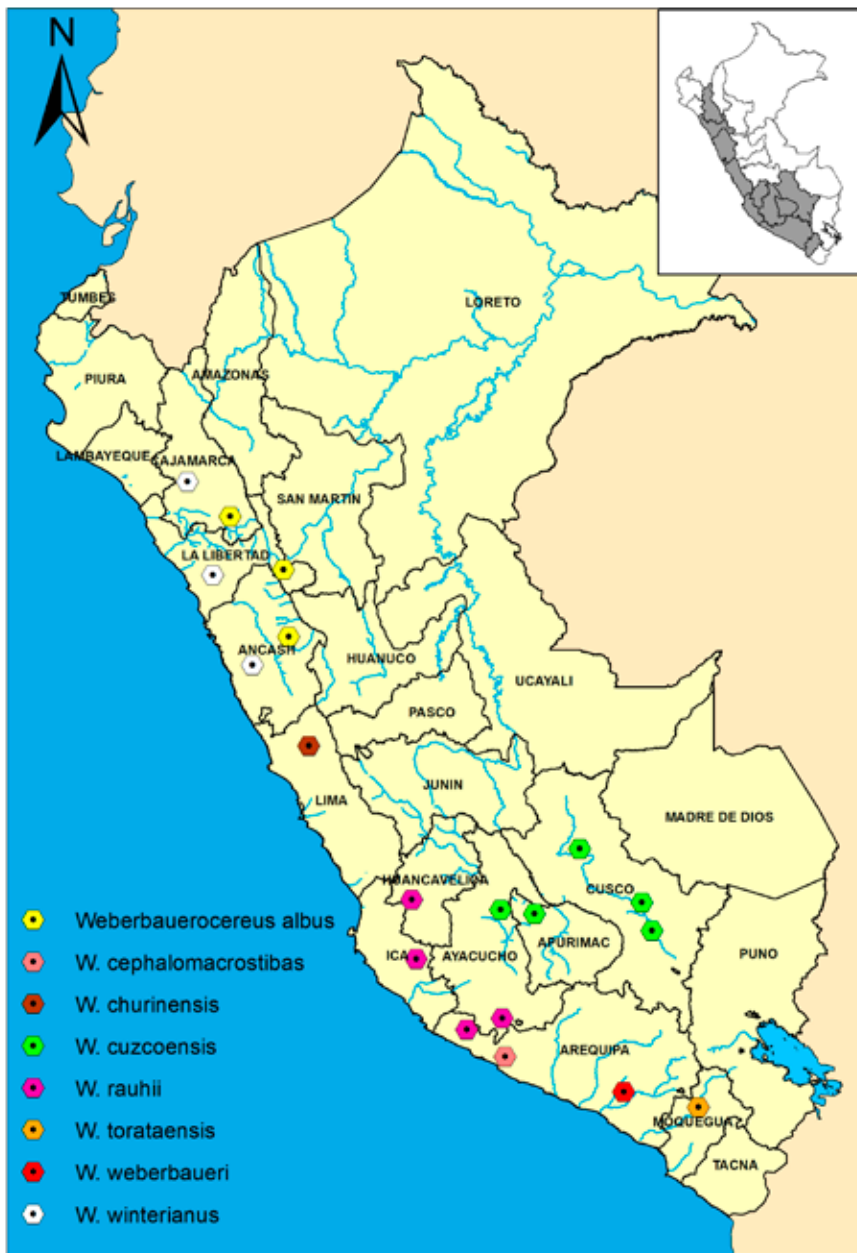 N
TUMBES
LORETO
PIURA
AMAZONAS
LAMBAYEQUE
CAJAMARCA
SAN MARTIN
LA LIBERTAD
ANCASH
HUANUCO
UCAYALI
PASCO
LIMA
JUNIN
MADRE DE DIOS
HUANCAVELICA
CUSCO
ICA
AYACUCHO
APURIMAC
PUNO
AREQUIPA
MOQUEGUA
TACNA
Weberbauerocereus albus
W. cephalomacrostibas
W. churinensis
W. cuzcoensis
W. rauhii
W. torataensis
W. weberbaueri
W. winterianus